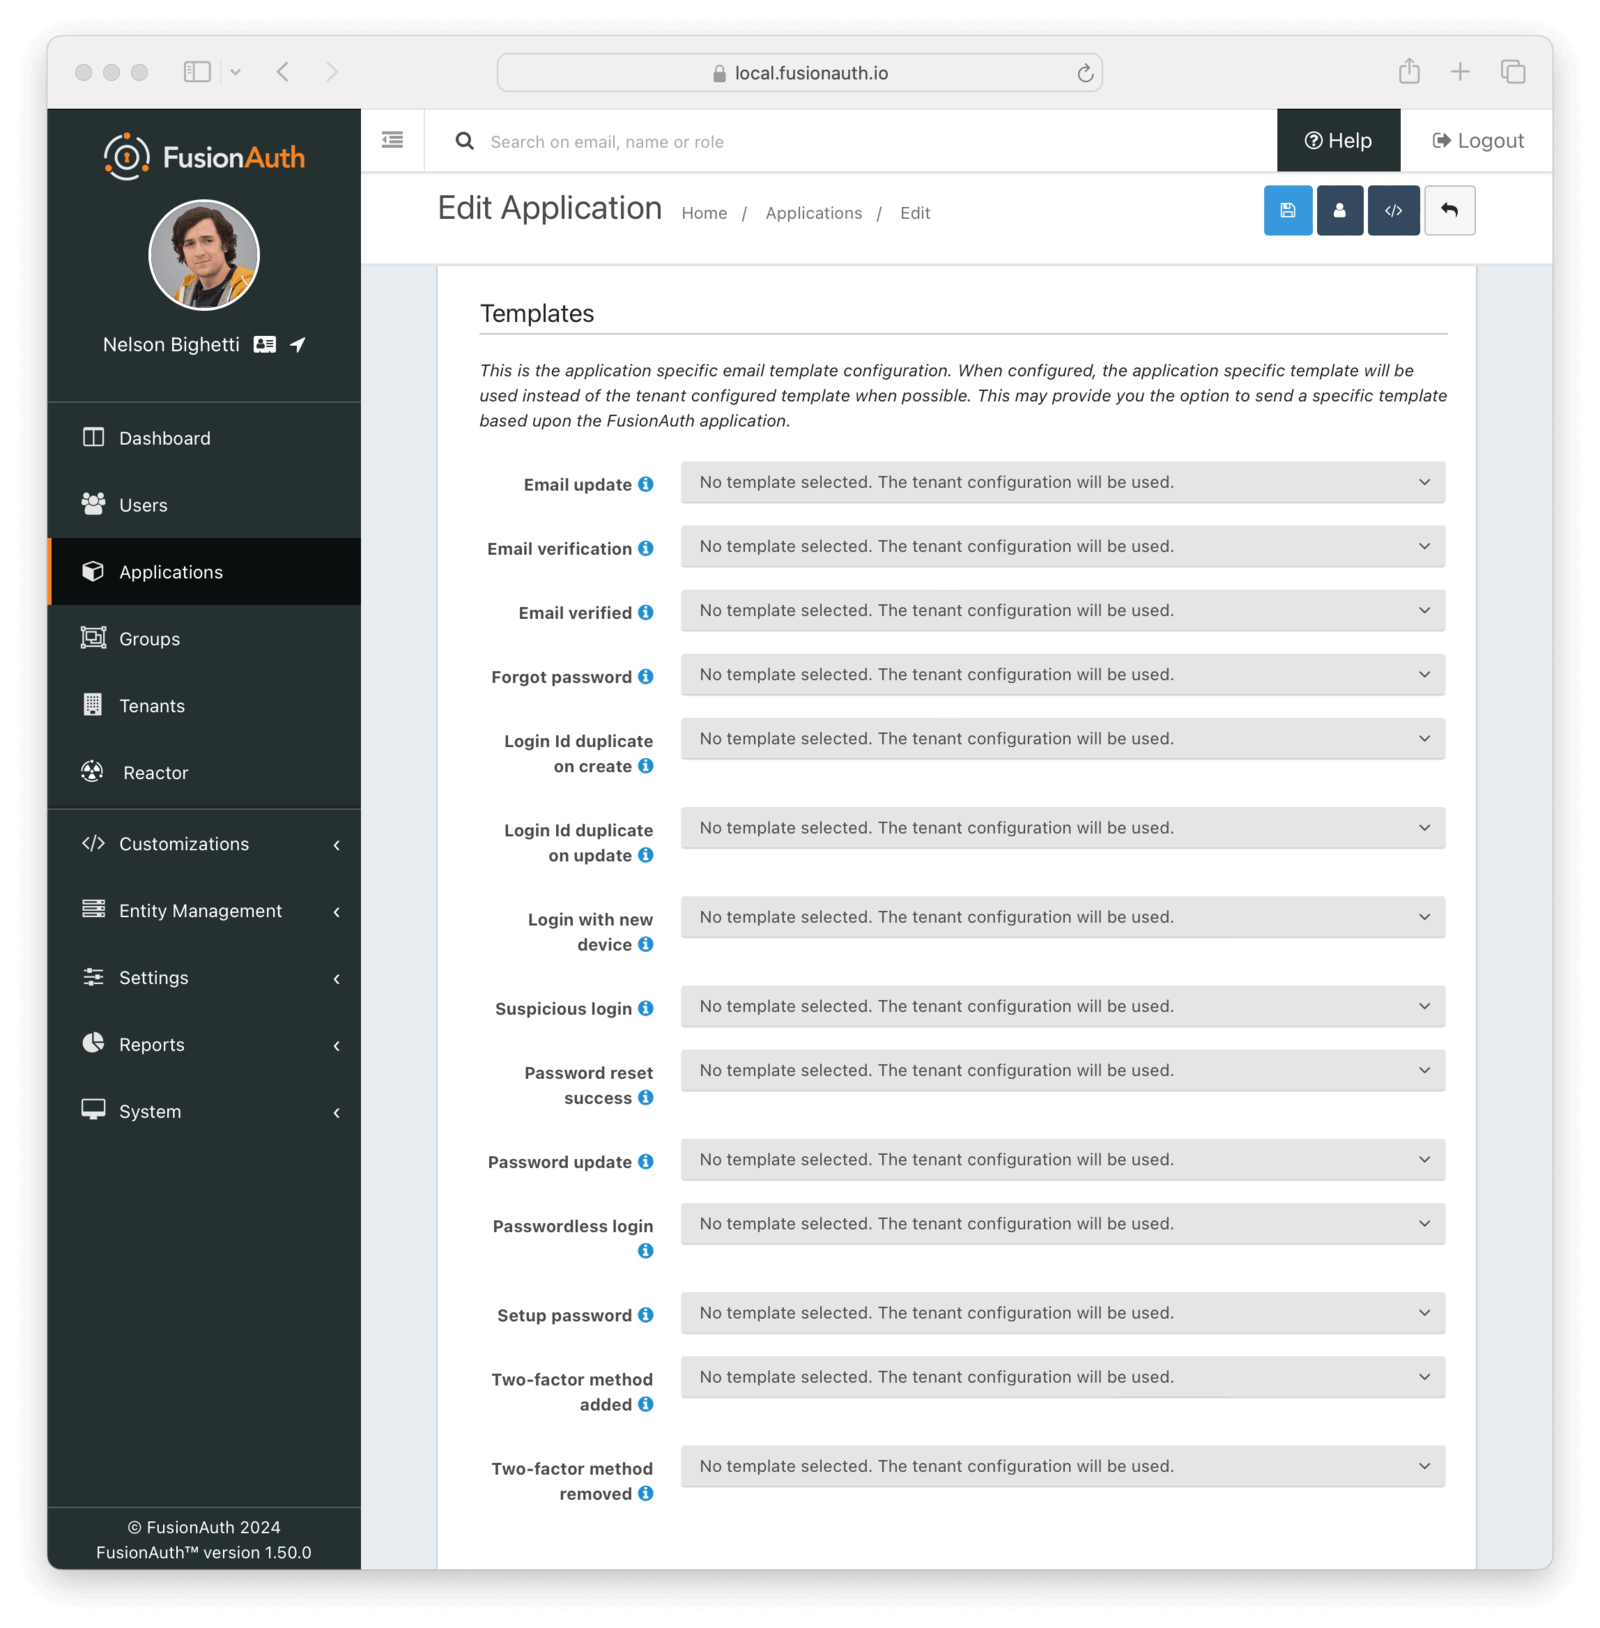 local.fusionauth.io
FusionAuth
Search on email, name or role
Help
Logout
Edit Application
Home / Applications / Edit
Nelson Bighetti
Dashboard
Users
Applications
Groups
Tenants
Reactor
Customizations
Entity Management
Settings
Reports
System
© FusionAuth 2024
FusionAuth™ version 1.50.0
Templates
This is the application specific email template configuration. When configured, the application specific template will be
used instead of the tenant configured template when possible. This may provide you the option to send a specific template
based upon the FusionAuth application.
Email update
No template selected. The tenant configuration will be used.
Email verification
No template selected. The tenant configuration will be used.
Email verified
No template selected. The tenant configuration will be used.
Forgot password
No template selected. The tenant configuration will be used.
Login Id duplicate
on create
No template selected. The tenant configuration will be used.
Login Id duplicate
on update
No template selected. The tenant configuration will be used.
Login with new
device
No template selected. The tenant configuration will be used.
Suspicious login
No template selected. The tenant configuration will be used.
Password reset
success
No template selected. The tenant configuration will be used.
Password update
No template selected. The tenant configuration will be used.
Passwordless login
No template selected. The tenant configuration will be used.
Setup password
No template selected. The tenant configuration will be used.
Two-factor method
added
No template selected. The tenant configuration will be used.
Two-factor method
removed
No template selected. The tenant configuration will be used.